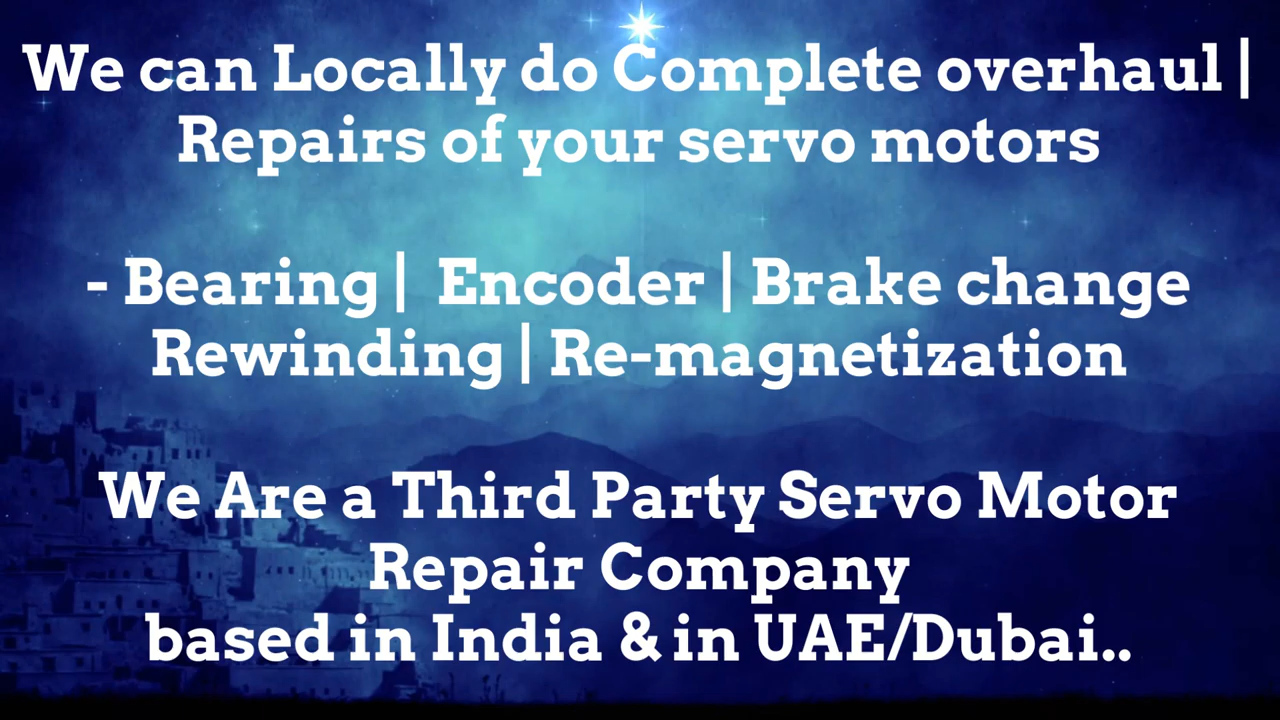 We can Locally do Complete overhaul |
Repairs of your servo motors
- Bearing | Encoder | Brake change
Rewinding | Re-magnetization
We Are a Third Party Servo Motor
Repair Company
based in India & in UAE/Dubai..